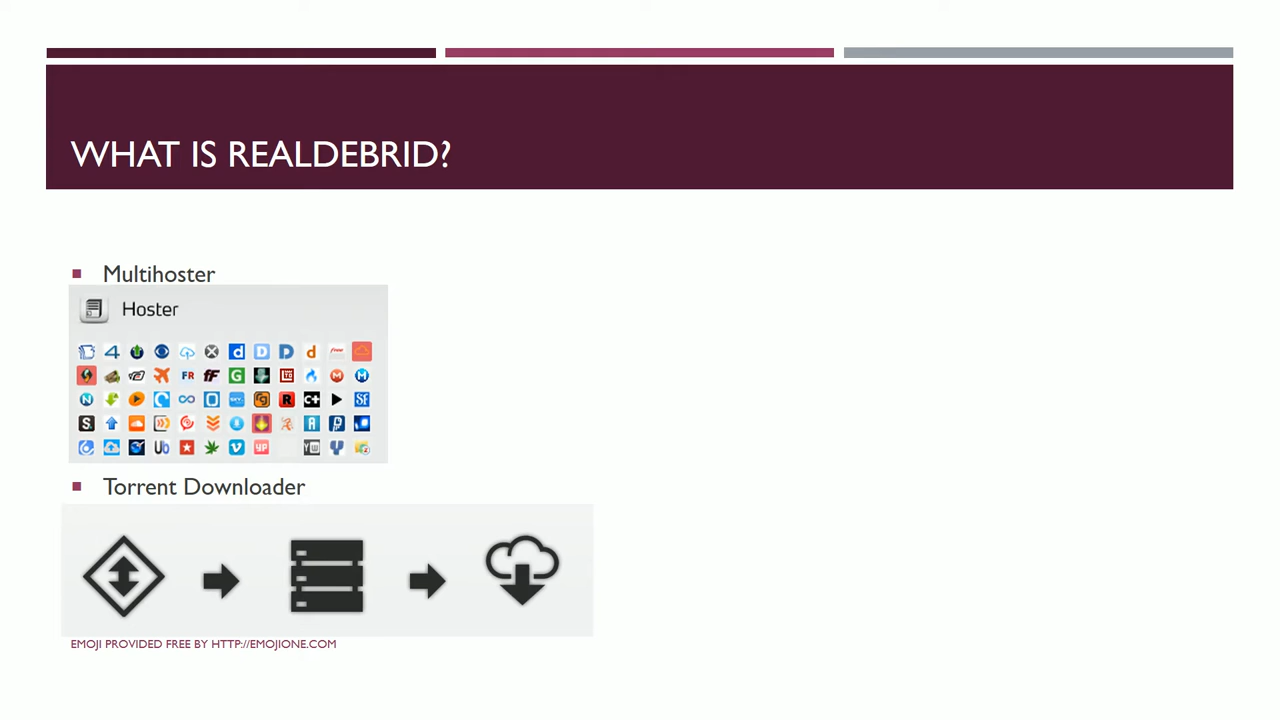 WHAT IS REALDEBRID?
Multihoster
Hoster
Torrent Downloader
EMOJI PROVIDED FREE BY HTTP://EMOJIONE.COM